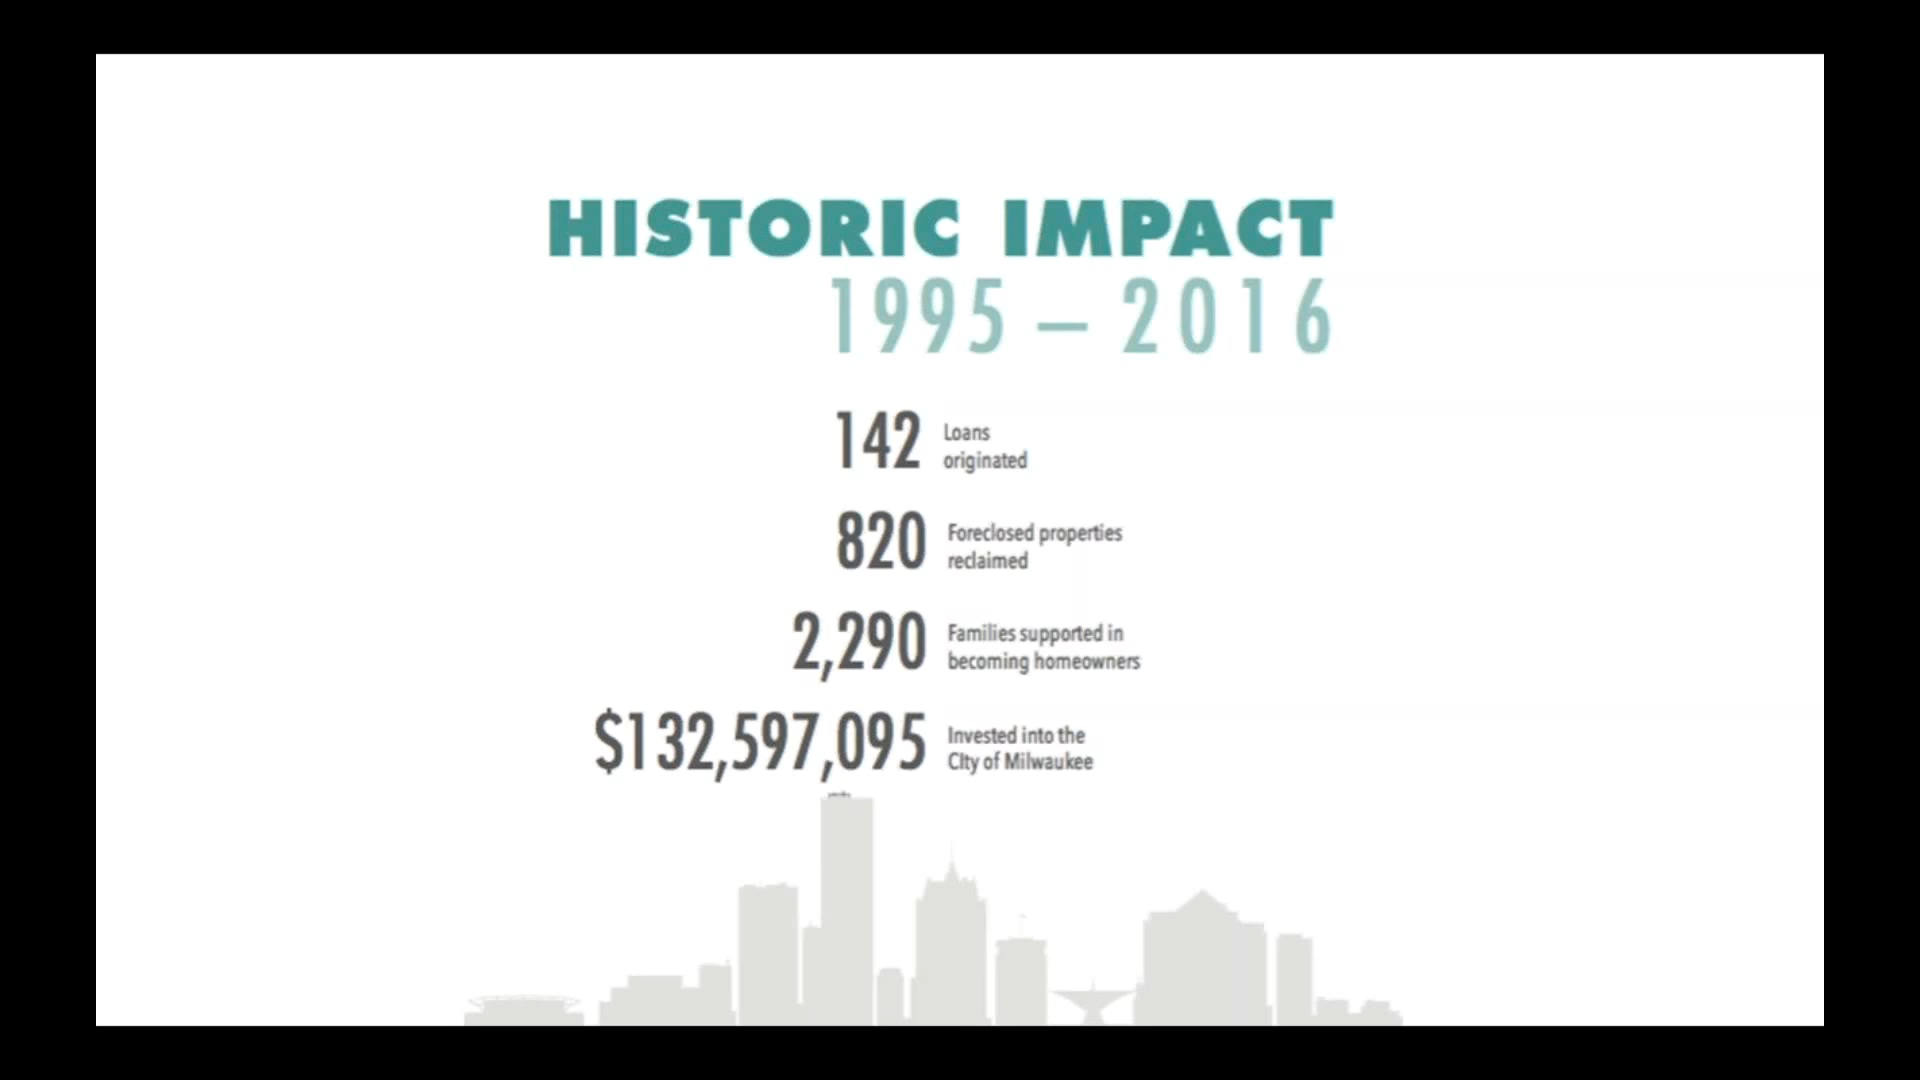 HISTORIC IMPACT
1995 – 2016
142 Loans
originated
820 Foreclosed properties
reclaimed
2,290 Families supported in
becoming homeowners
$132,597,095 Invested into the
CIty of Milwaukee